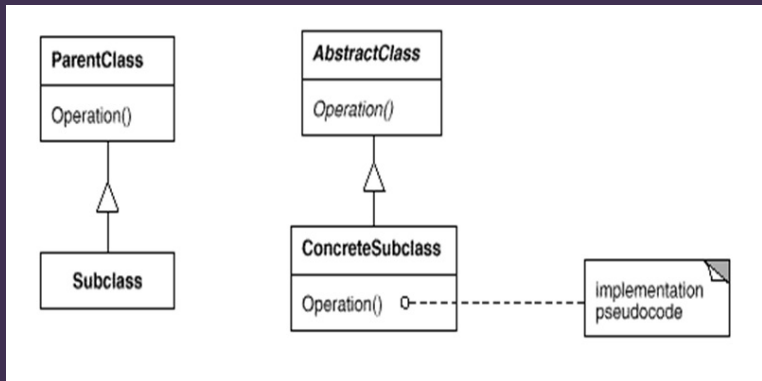 ParentClass
Operation()
Subclass
AbstractClass
Operation()
ConcreteSubclass
Operation()
implementation
pseudocode